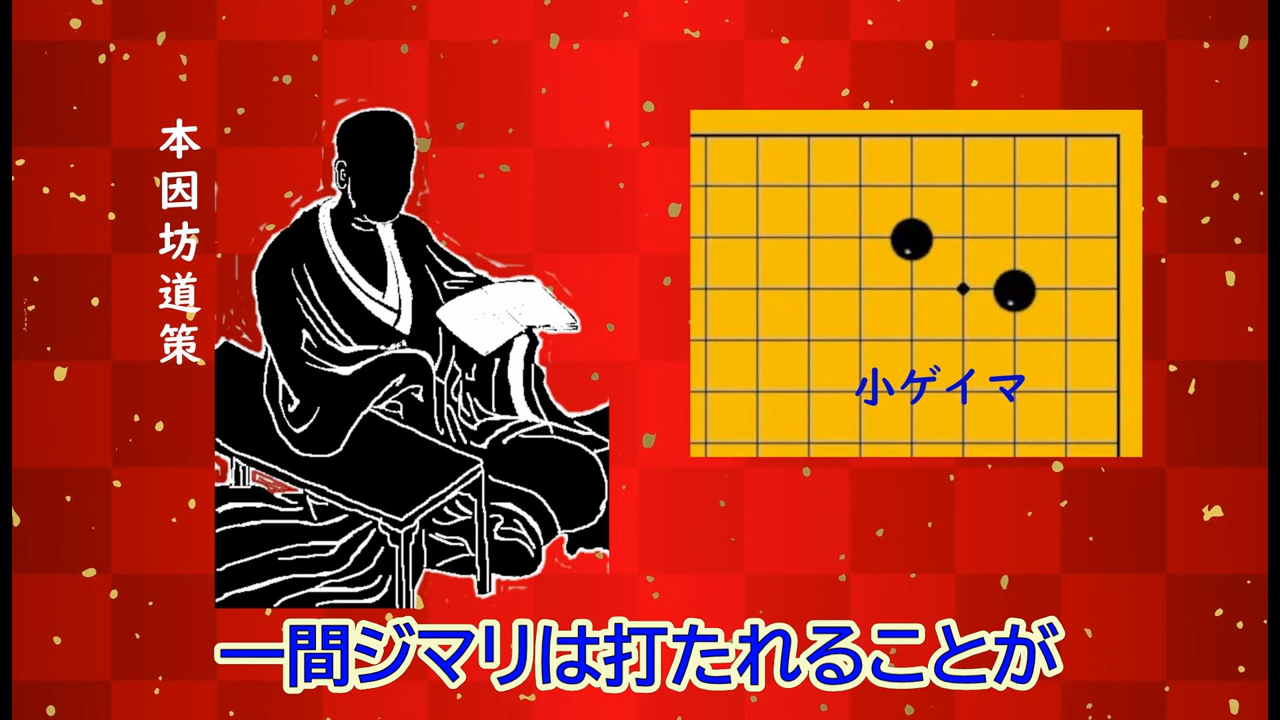 本因坊道策
小ゲイマ
一間ジマリは打たれることが